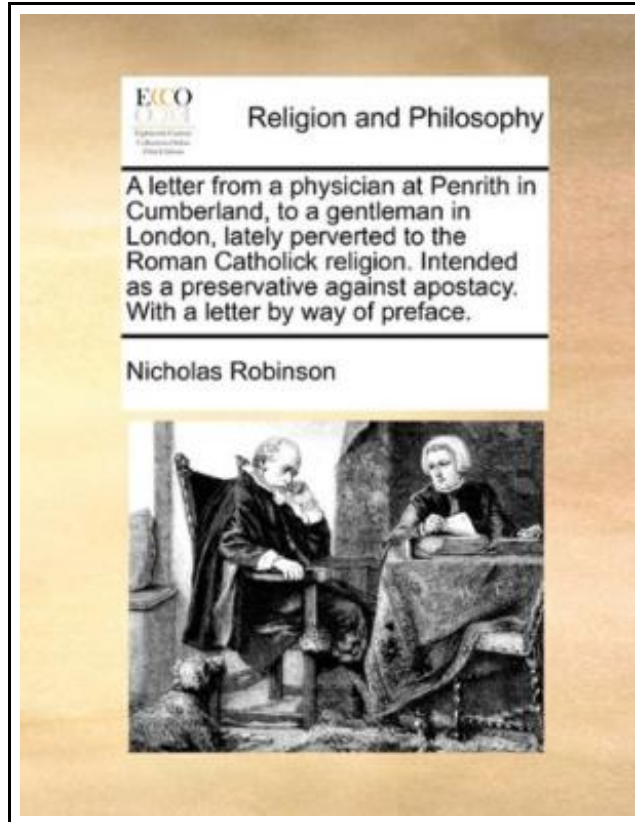 ECCO
Religion and Philosophy
A letter from a physician at Penrith in
Cumberland, to a gentleman in
London, lately perverted to the
Roman Catholick religion. Intended
as a preservative against apostacy.
With a letter by way of preface.
Nicholas Robinson